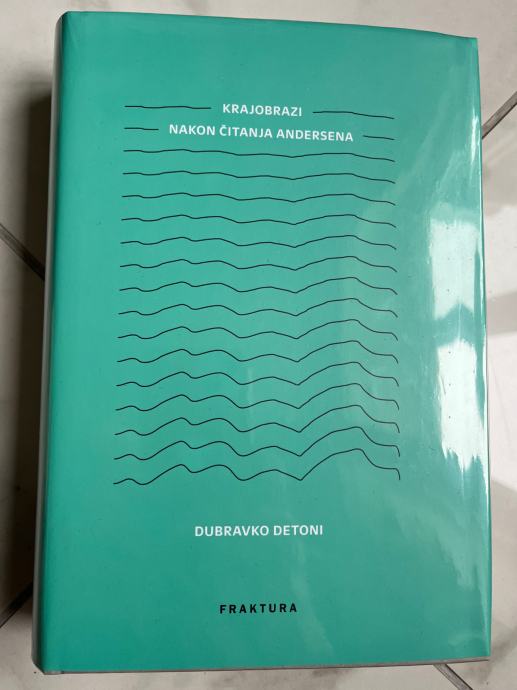 KRAJOBRAZI
NAKON ČITANJA ANDERSENA
DUBRAVKO DETONI
FRAKTURA